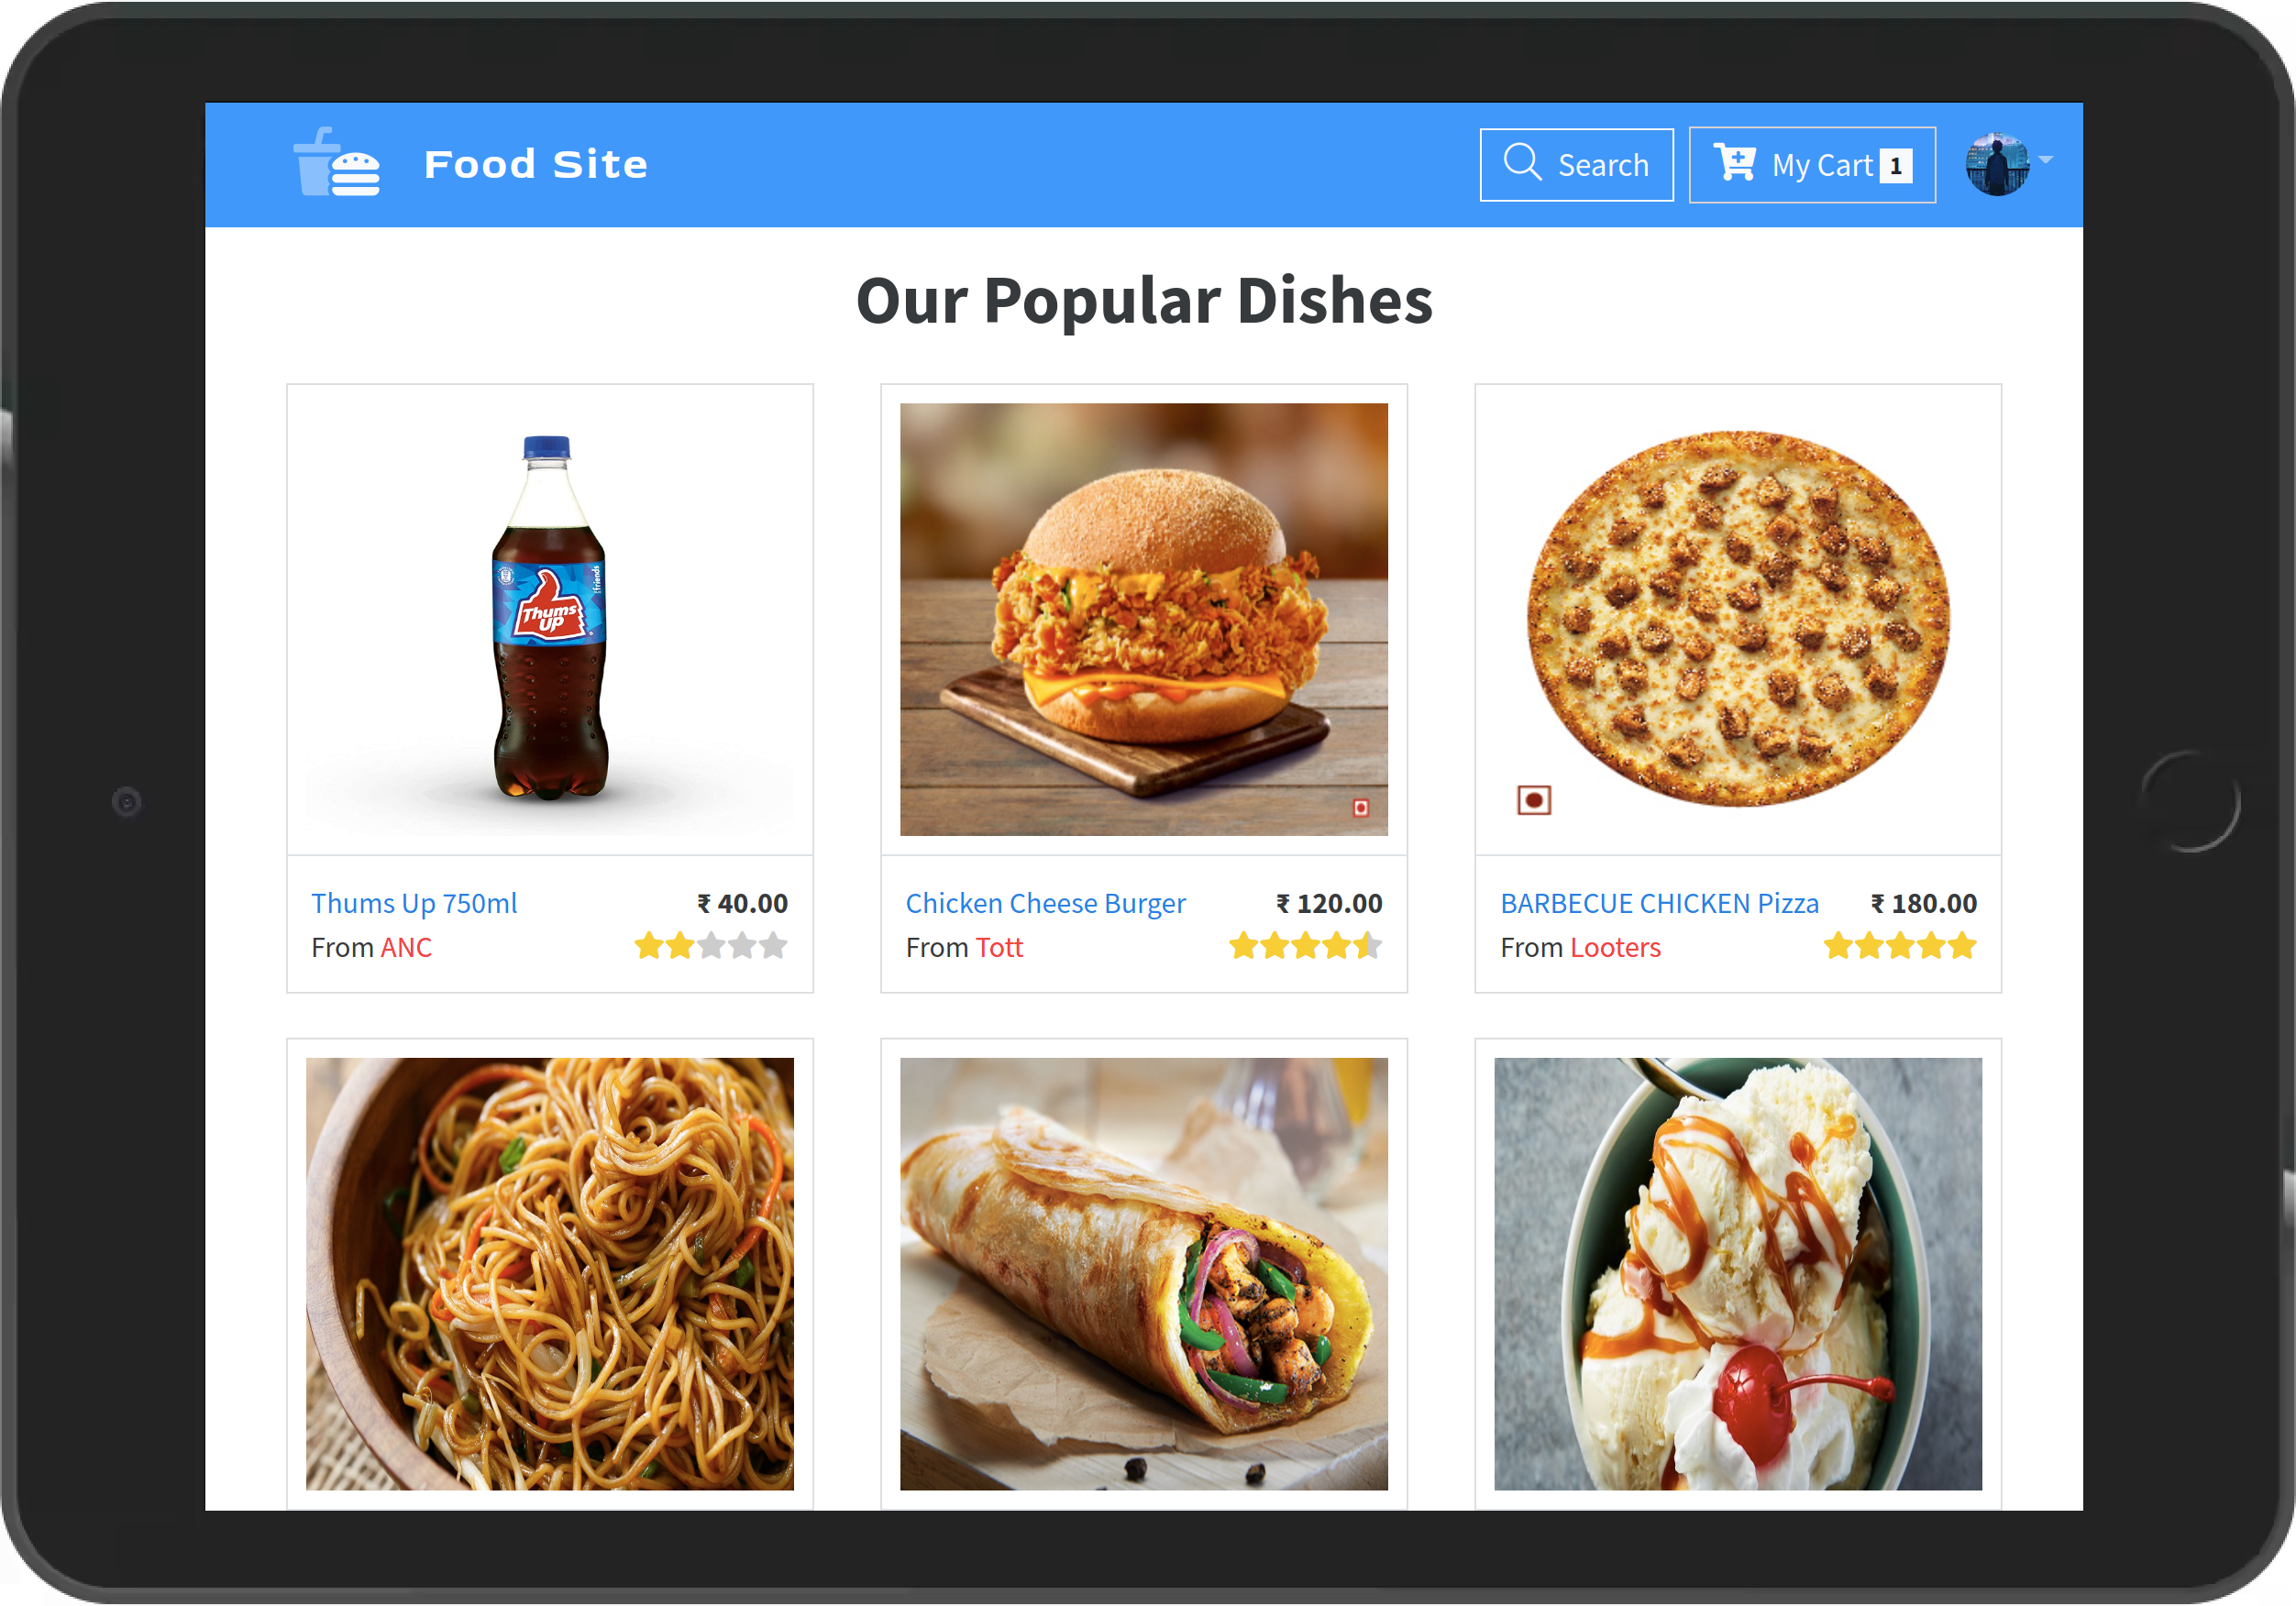 Food Site
Search
My Cart 1
Our Popular Dishes
friends
Thums
UP
Thums Up 750ml ₹ 40.00
From ANC
Chicken Cheese Burger ₹ 120.00
From Tott
BARBECUE CHICKEN Pizza ₹ 180.00
From Looters